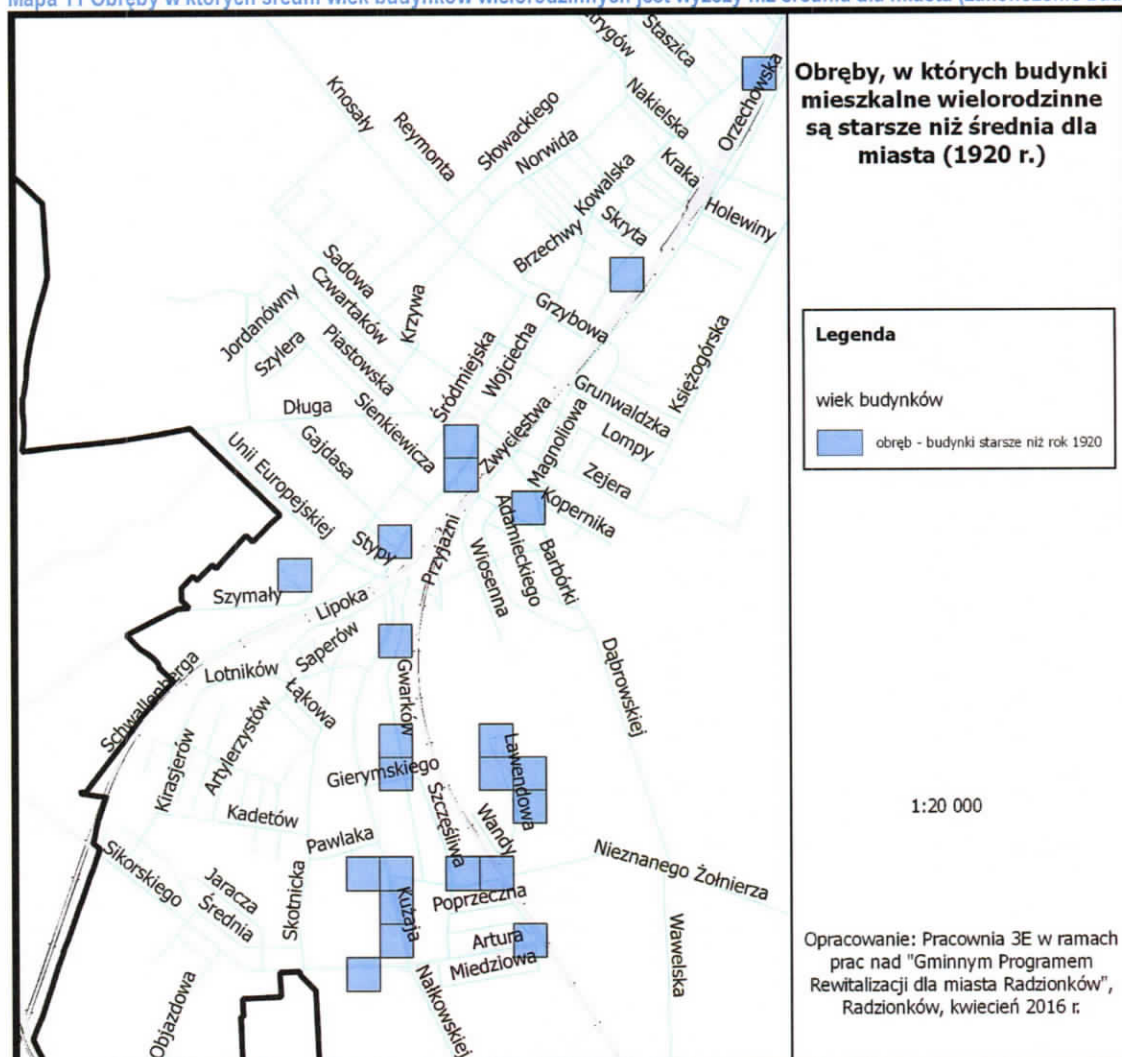 Obręby, w których budynki
mieszkalne wielorodzinne
są starsze niż średnia dla
miasta (1920 r.)
Legenda
wiek budynków
obręb - budynki starsze niż rok 1920
1:20 000
Opracowanie: Pracownia 3E w ramach
prac nad "Gminnym Programem
Rewitalizacji dla miasta Radzionków",
Radzionków, kwiecień 2016 r.
Staszica
Orzechowska
Knosały
Reymonta
Słowackiego
Nakielska
Norwida
Kowalska
Kraka
Skryta
Holewiny
Brzechwy
Sadowa
Czwartaków
Krzywa
Grzybowa
Jordanówny
Szylera
Piastowska
Śródmiejska
Wojciecha
Księżogórska
Sienkiewicza
Długa
Zwycięstwa
Magnoliowa
Grunwaldzka
Lompy
Gajdasa
Unii Europejskiej
Zejera
Kopernika
Stypy
Przyjaźni
Adamieckiego
Wiosenna
Barbórki
Szymały
Lipoka
Saperów
Lotników
Gwarków
Dąbrowskiej
Schwallenberga
Łąkowa
Artylerzystów
Kirasjerów
Gierymskiego
Ławendowa
Szczęśliwa
Wandy
Kadetów
Pawlaka
Nieznanego Żołnierza
Sikorskiego
Jaracza
Średnia
Skotnicka
Kużaja
Poprzeczna
Artura
Miedziowa
Wawelska
Objazdowa
Nałkowskiej